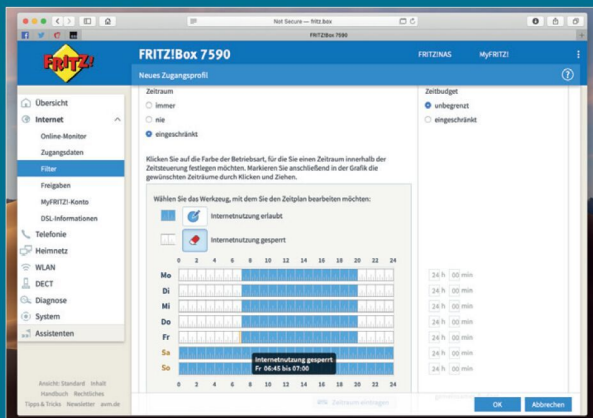 Not Secure — fritz.box
FRITZ!Box 7590
FRITZ!
FRITZ!Box 7590
FRITZ!NAS
MyFRITZ!
Neues Zugangsprofil
Übersicht
Internet
Online-Monitor
Zugangsdaten
Filter
Freigaben
MyFRITZ!-Konto
DSL-Informationen
Telefonie
Heimnetz
WLAN
DECT
Diagnose
System
Assistenten
Ansicht: Standard Inhalt
Handbuch Rechtliches
Tipps & Tricks Newsletter avm.de
Zeitraum
immer
nie
eingeschränkt
Zeitbudget
unbegrenzt
eingeschränkt
Klicken Sie auf die Farbe der Betriebsart, für die Sie einen Zeitraum innerhalb der
Zeitsteuerung festlegen möchten. Markieren Sie anschließend in der Grafik die
gewünschten Zeiträume durch Klicken und Ziehen.
Wählen Sie das Werkzeug, mit dem Sie den Zeitplan bearbeiten möchten:
Internetnutzung erlaubt
Internetnutzung gesperrt
0 2 4 6 8 10 12 14 16 18 20 22 24
Mo
24 h 00 min
Di
24 h 00 min
Mi
24 h 00 min
Do
24 h 00 min
Fr
24 h 00 min
Sa
24 h 00 min
So
24 h 00 min
Internetnutzung gesperrt
Fr 06:45 bis 07:00
0 2 4 6 8 10 12 14 16 18 20 22 24
Zeitraum eintragen
OK
Abbrechen